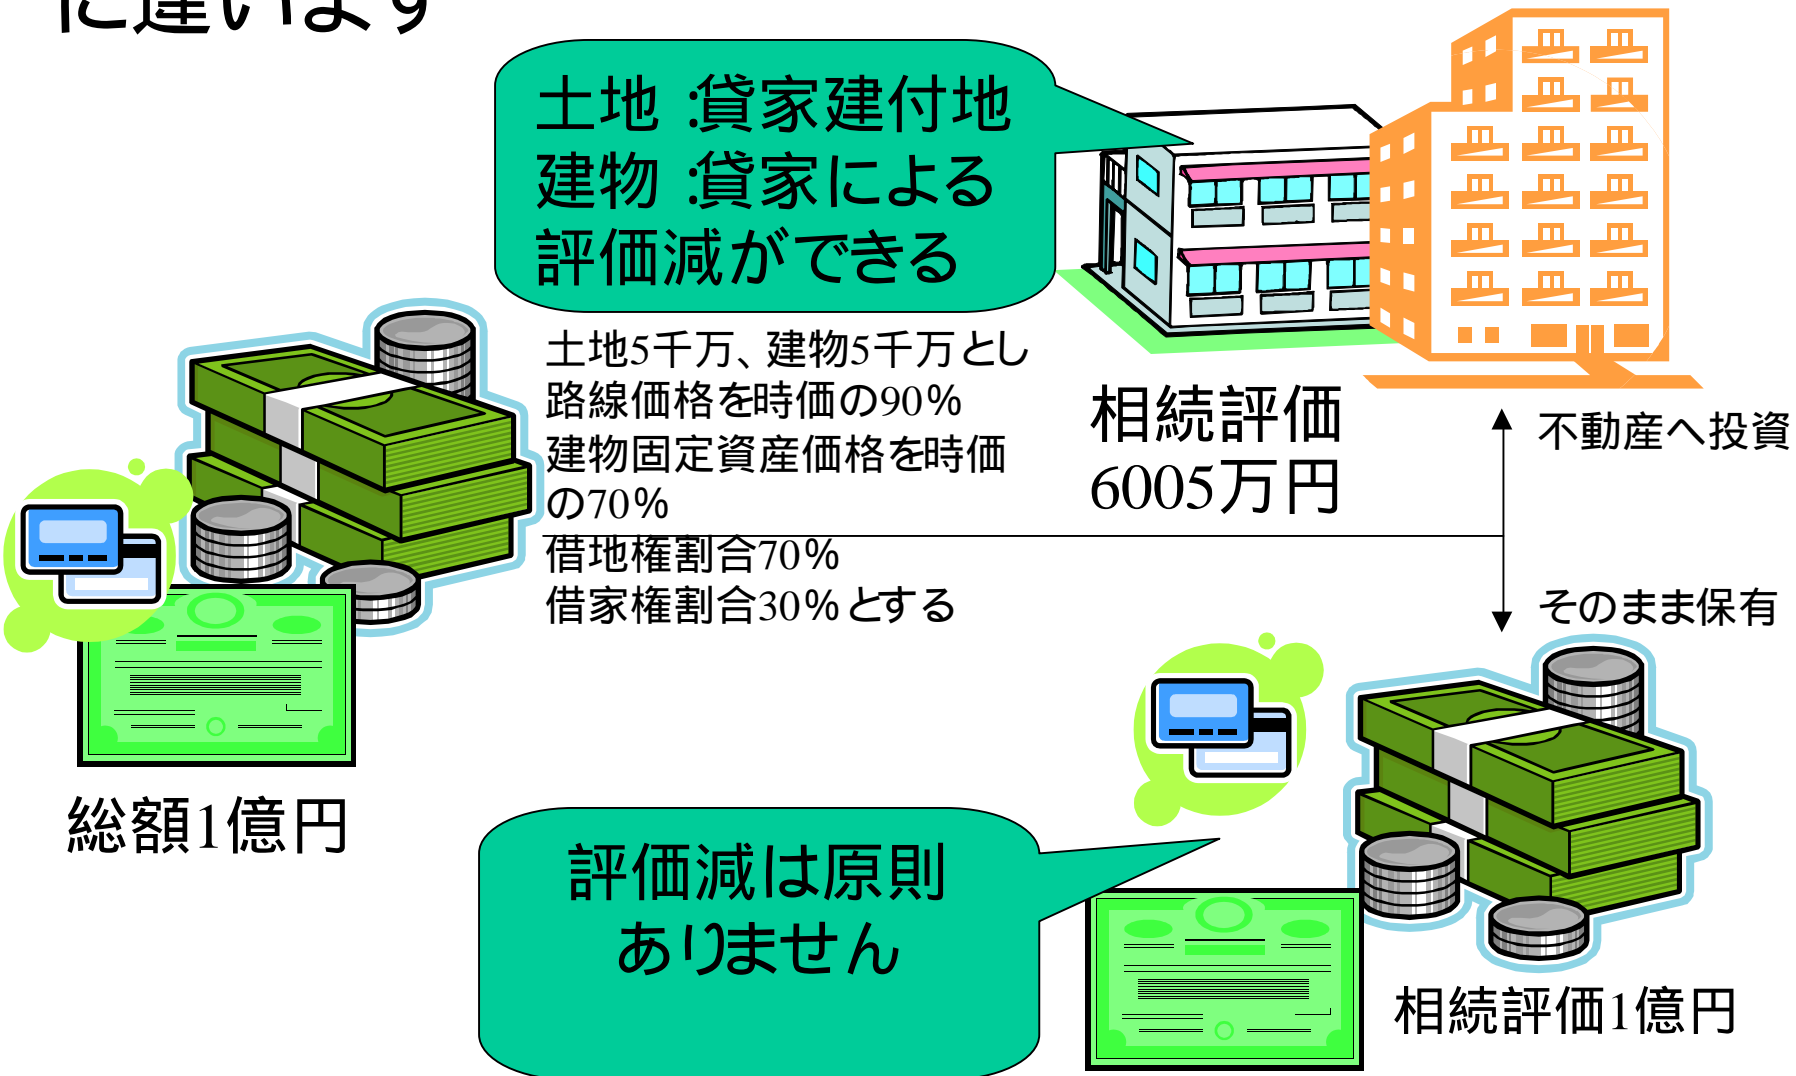 に違います
土地：貸家建付地
建物：貸家による
評価減ができる
土地5千万、建物5千万とし
路線価格を時価の90%
建物固定資産価格を時価
の70%
借地権割合70%
借家権割合30%とする
相続評価
6005万円
不動産へ投資
そのまま保有
総額1億円
評価減は原則
ありません
相続評価1億円